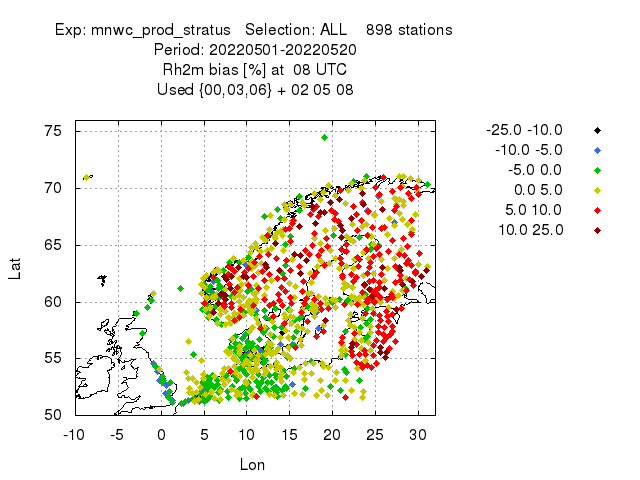 Exp: mnwc_prod_stratus Selection: ALL 898 stations
Period: 20220501-20220520
Rh2m bias [%] at 08 UTC
Used {00,03,06} + 02 05 08
-25.0 -10.0
-10.0 -5.0
-5.0 0.0
0.0 5.0
5.0 10.0
10.0 25.0
75
70
65
60
55
50
Lat
-10 -5 0 5 10 15 20 25 30
Lon